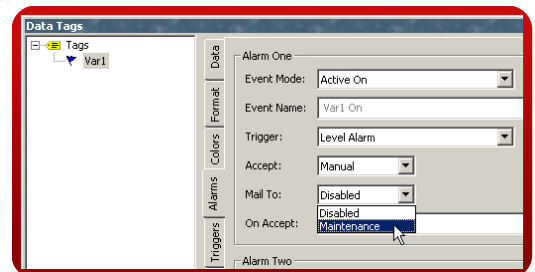 Data Tags
Tags
Var1
Data
Format
Colors
Alarms
Triggers
Alarm One
Event Mode: Active On
Event Name: Var1 On
Trigger: Level Alarm
Accept: Manual
Mail To: Disabled
Disabled
On Accept: Maintenance
Alarm Two